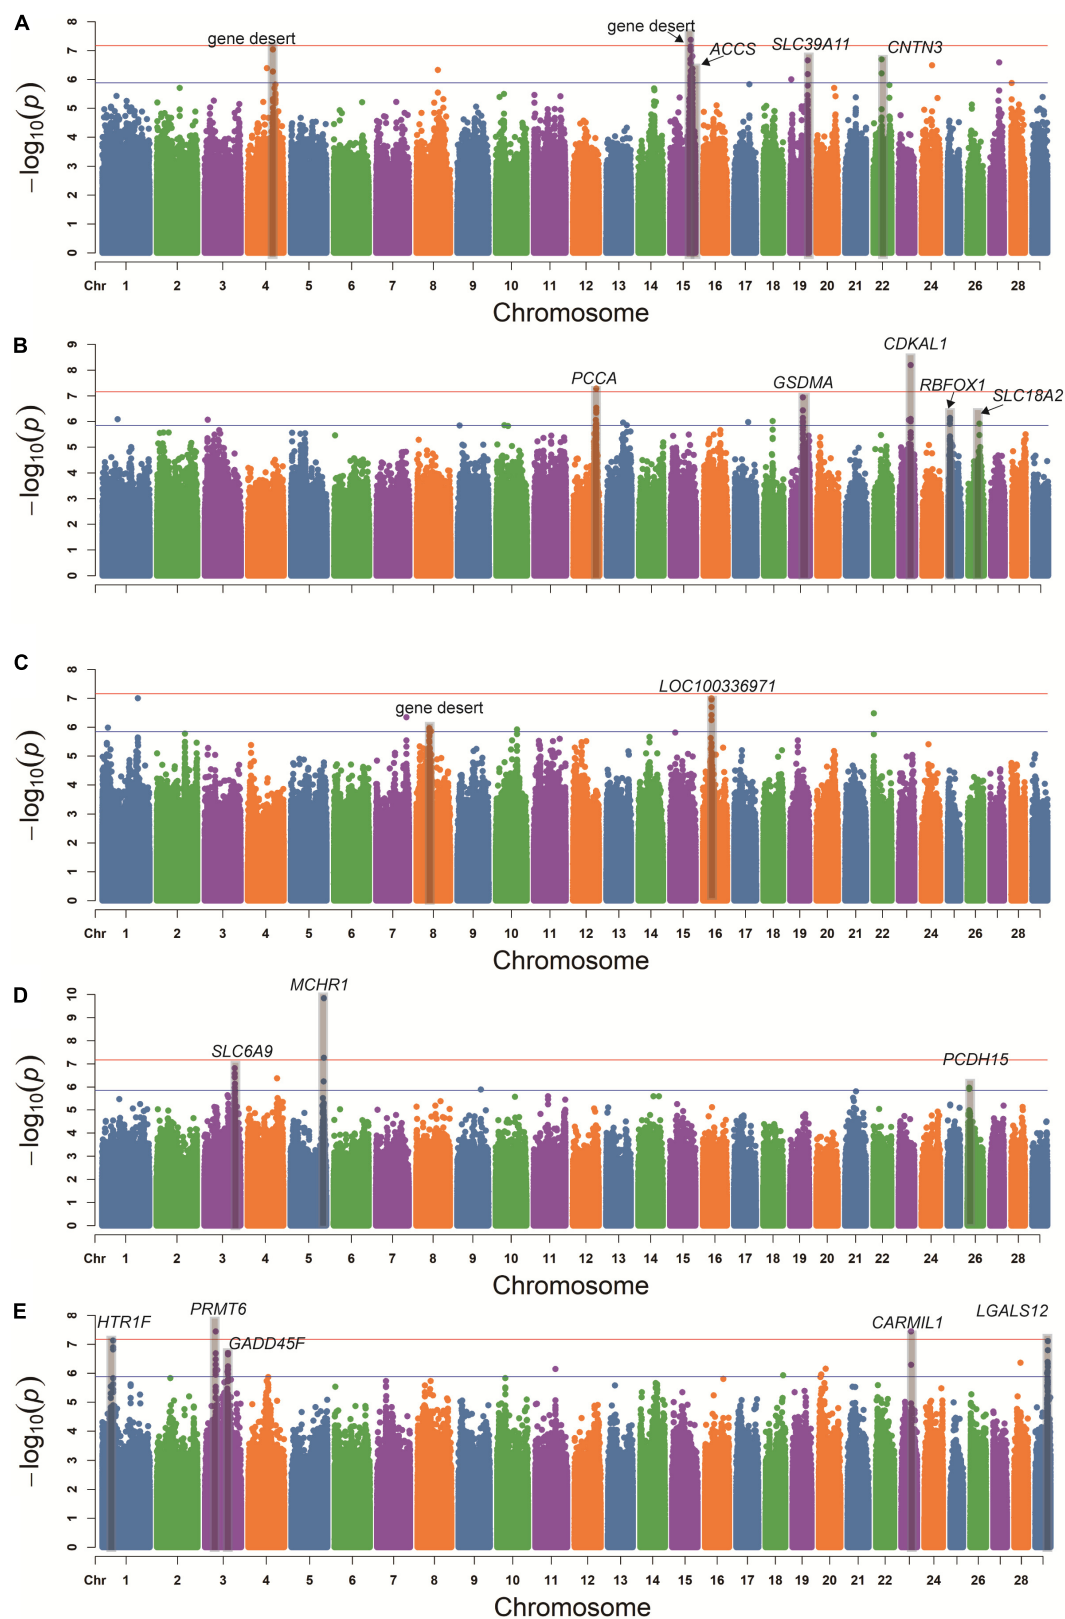 A
gene desert
gene desert
ACCS
SLC39A11
CNTN3
8
7
6
5
4
3
2
1
0
−log10(p)
Chr 1 2 3 4 5 6 7 8 9 10 11 12 13 14 15 16 17 18 19 20 21 22 24 26 28
Chromosome
B
PCCA
GSDMA
CDKAL1
RBFOX1
SLC18A2
9
8
7
6
5
4
3
2
1
0
−log10(p)
C
gene desert
LOC100336971
8
7
6
5
4
3
2
1
0
−log10(p)
Chr 1 2 3 4 5 6 7 8 9 10 11 12 13 14 15 16 17 18 19 20 21 22 24 26 28
Chromosome
D
SLC6A9
MCHR1
PCDH15
10
9
8
7
6
5
4
3
2
1
0
−log10(p)
Chr 1 2 3 4 5 6 7 8 9 10 11 12 13 14 15 16 17 18 19 20 21 22 24 26 28
Chromosome
E
HTR1F
PRMT6
GADD45F
CARMIL1
LGALS12
8
7
6
5
4
3
2
1
0
−log10(p)
Chr 1 2 3 4 5 6 7 8 9 10 11 12 13 14 15 16 17 18 19 20 21 22 24 26 28
Chromosome